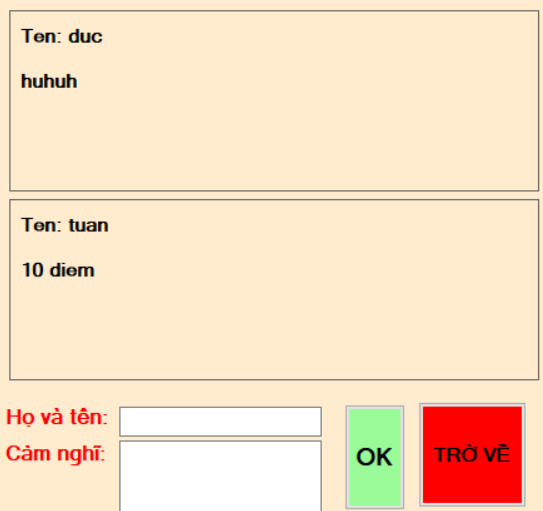 Ten: duc
huhuh
Ten: tuan
10 diem
Họ và tên:
Cảm nghĩ:
OK
TRỞ VỀ